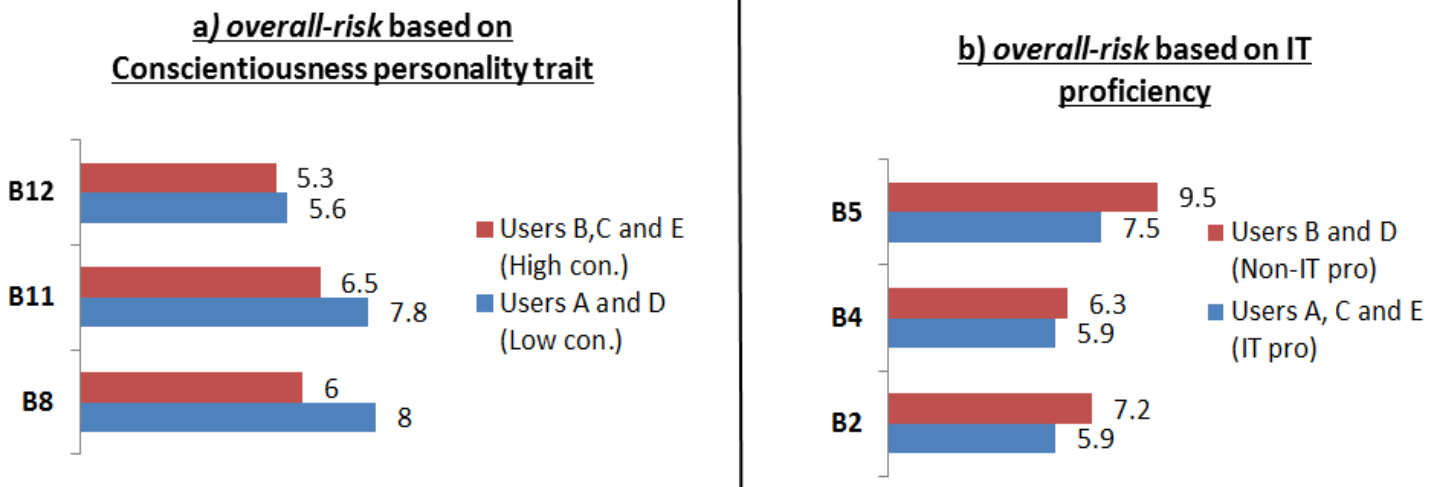 a) overall-risk based on
Conscientiousness personality trait
B12
5.3
5.6
B11
6.5
7.8
B8
6
8
Users B,C and E
(High con.)
Users A and D
(Low con.)
b) overall-risk based on IT
proficiency
B5
9.5
7.5
B4
6.3
5.9
B2
7.2
5.9
Users B and D
(Non-IT pro)
Users A, C and E
(IT pro)